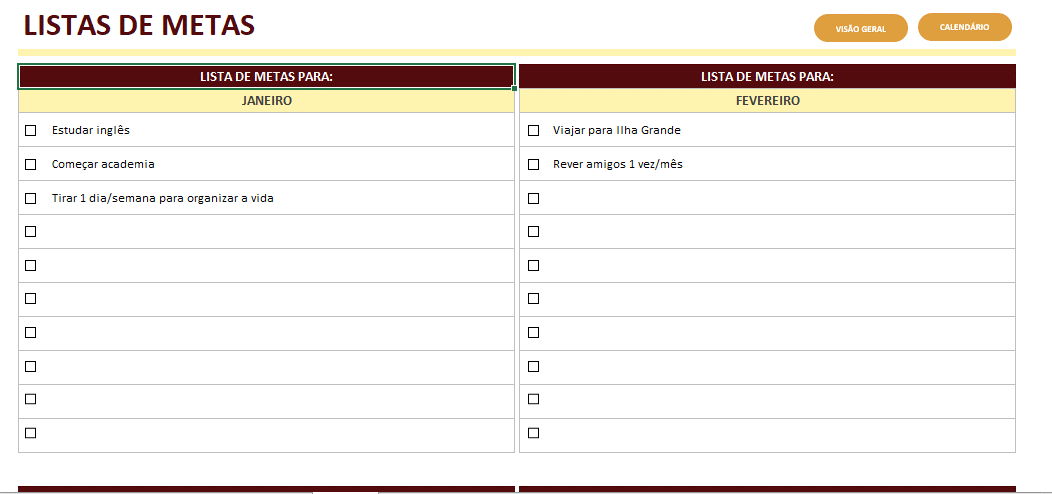 LISTAS DE METAS
VISÃO GERAL
CALENDÁRIO
LISTA DE METAS PARA:
JANEIRO
Estudar inglês
Começar academia
Tirar 1 dia/semana para organizar a vida
LISTA DE METAS PARA:
FEVEREIRO
Viajar para Ilha Grande
Rever amigos 1 vez/mês